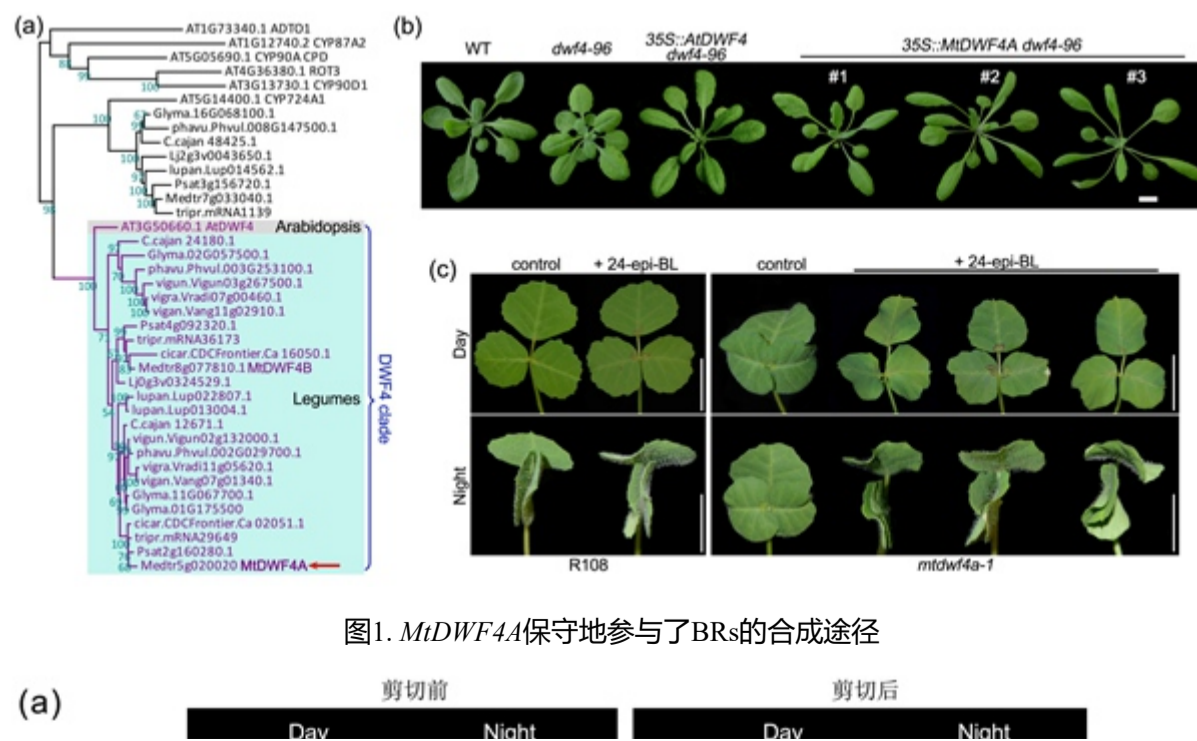 (a)
AT1G73340.1 ADTO1
AT1G12740.2 CYP87A2
AT5G05690.1 CYP90A CPD
AT4G36380.1 ROT3
AT3G13730.1 CYP90D1
AT5G14400.1 CYP724A1
Glyma.16G068100.1
phavu.Phvul.008G147500.1
C.cajan 48425.1
Lj2g3v0043650.1
lupan.Lup014562.1
Psat3g156720.1
Medtr7g033040.1
tripr.mRNA1139
AT3G50660.1 AtDWF4 Arabidopsis
C.cajan 24180.1
Glyma.02G057500.1
phavu.Phvul.003G253100.1
vigun.Vigun03g267500.1
vigra.Vradi07g00460.1
vigan.Vang11g02910.1
Psat4g092320.1
tripr.mRNA36173
cicar.CDCFrontier.Ca 16050.1
Medtr8g077810.1 MtDWF4B
Lj0g3v0324529.1
lupan.Lup022807.1
lupan.Lup013004.1
C.cajan 12671.1
vigun.Vigun02g132000.1
phavu.Phvul.002G029700.1
vigra.Vradi11g05620.1
vigan.Vang07g01340.1
Glyma.11G067700.1
Glyma.01G175500
cicar.CDCFrontier.Ca 02051.1
tripr.mRNA29649
Psat2g160280.1
Medtr5g020020 MtDWF4A
Legumes
DWF4 clade
(b)
WT
dwf4-96
35S::AtDWF4
dwf4-96
35S::MtDWF4A dwf4-96
#1
#2
#3
(c)
control
+ 24-epi-BL
control
+ 24-epi-BL
Day
Night
R108
mtdwf4a-1
图1. MtDWF4A保守地参与了BRs的合成途径
(a)
剪切前
剪切后
Day
Night
Day
Night